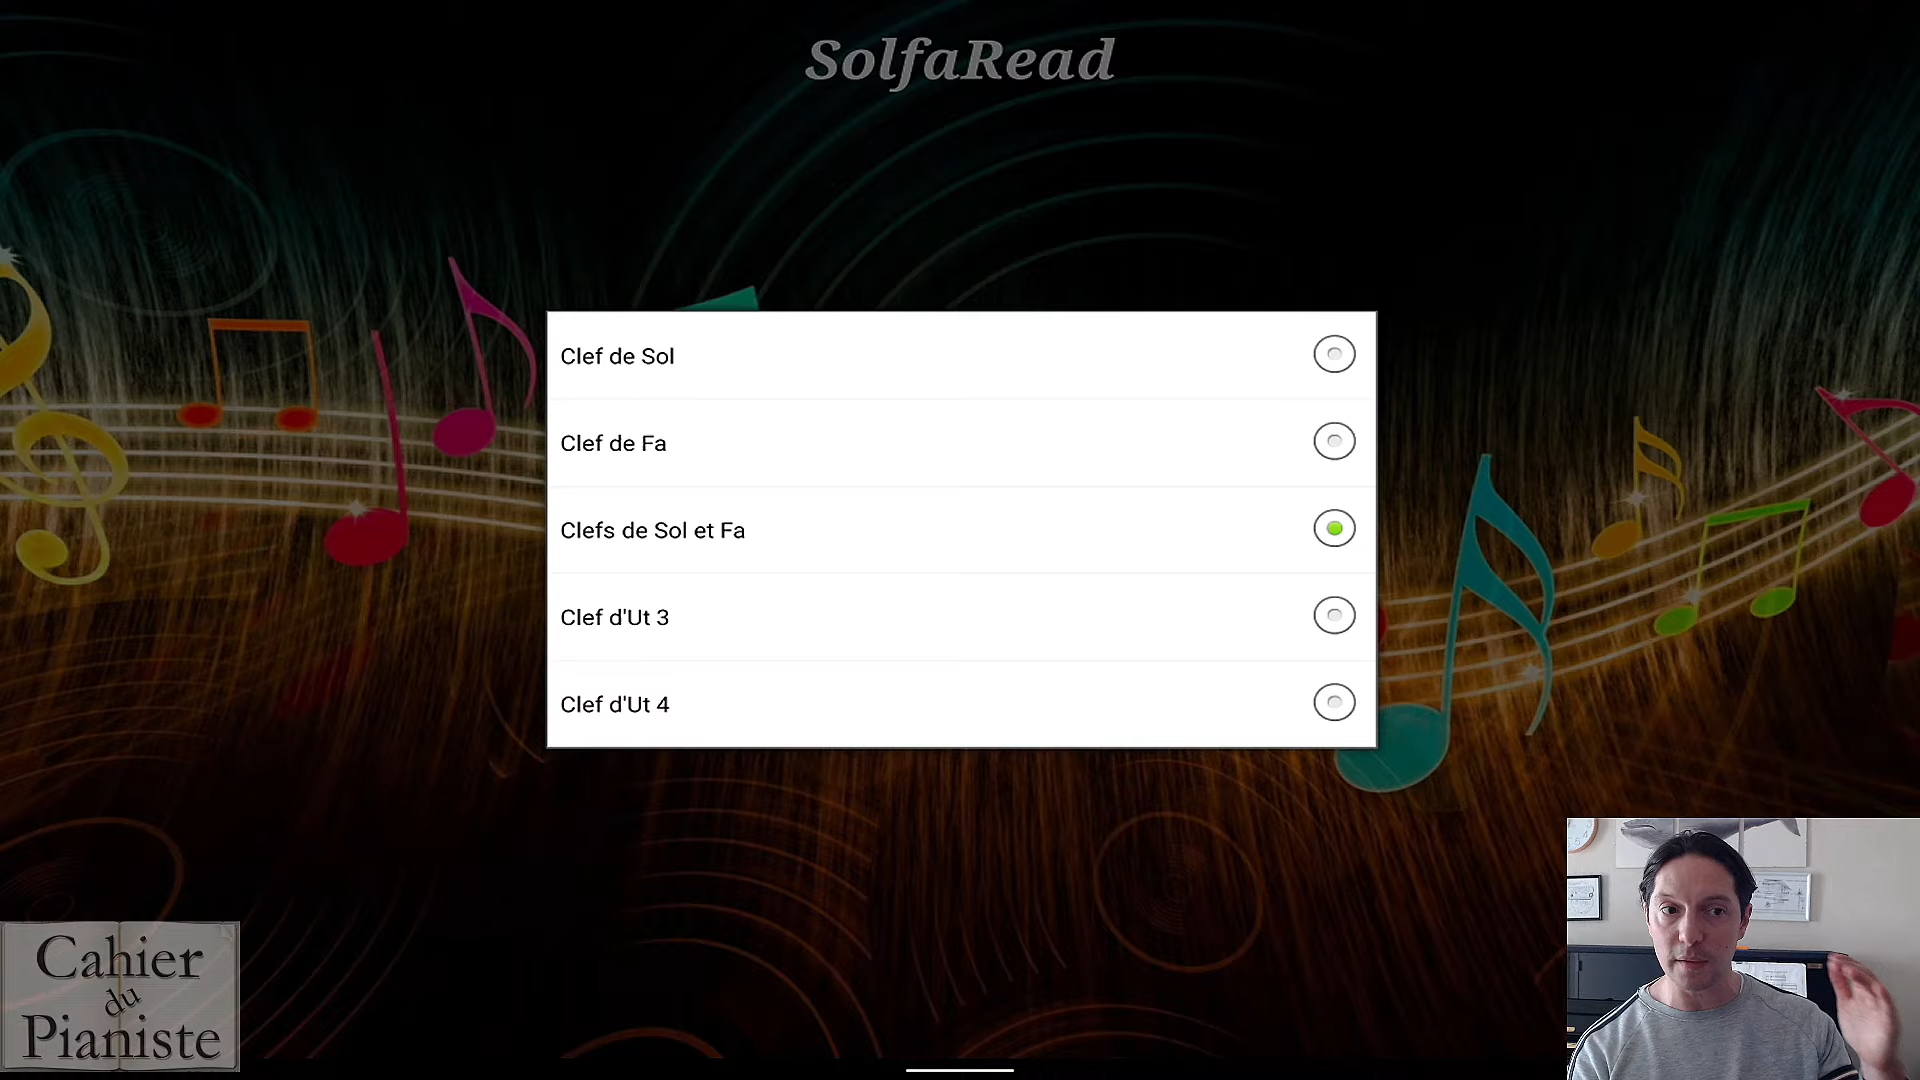 SolfaRead
Clef de Sol
Clef de Fa
Clefs de Sol et Fa
Clef d'Ut 3
Clef d'Ut 4
Cahier
du
Pianiste